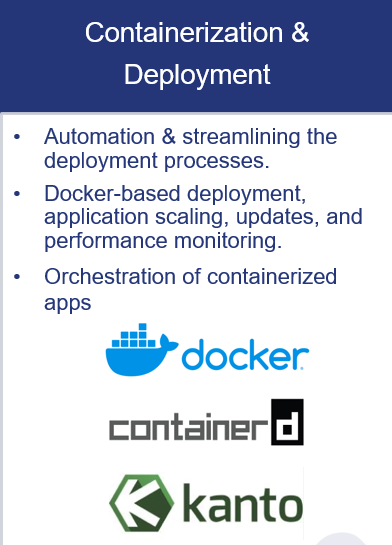 Containerization &
Deployment
• Automation & streamlining the
deployment processes.
• Docker-based deployment,
application scaling, updates, and
performance monitoring.
• Orchestration of containerized
apps
docker
containerd
kanto